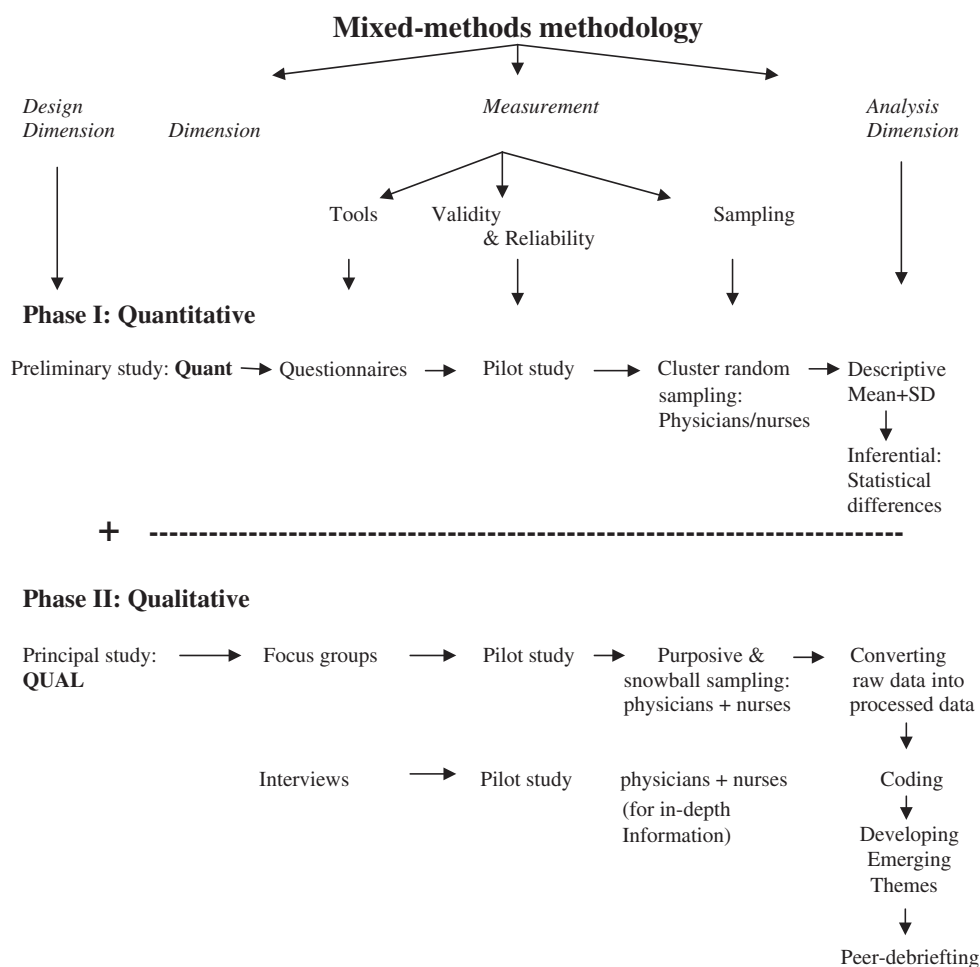 Mixed-methods methodology
Design
Dimension
Dimension
Measurement
Analysis
Dimension
Tools
Validity
& Reliability
Sampling
Phase I: Quantitative
Preliminary study: Quant
Questionnaires
Pilot study
Cluster random
sampling:
Physicians/nurses
Descriptive
Mean+SD
Inferential:
Statistical
differences
+ -----------------------------------------------------------------------
Phase II: Qualitative
Principal study:
QUAL
Focus groups
Pilot study
Purposive &
snowball sampling:
physicians + nurses
Converting
raw data into
processed data
Interviews
Pilot study
physicians + nurses
(for in-depth
Information)
Coding
Developing
Emerging
Themes
Peer-debriefting